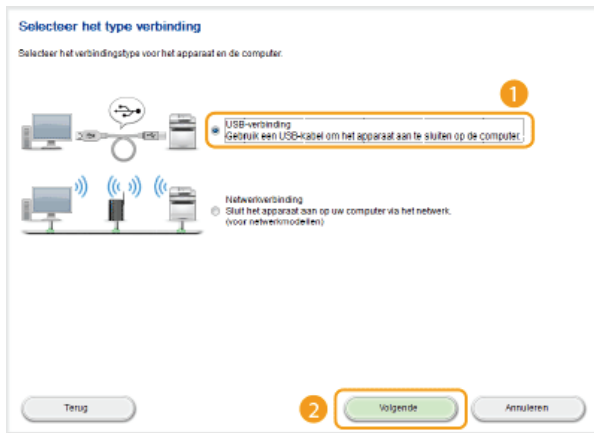 Selecteer het type verbinding
Selecteer het verbindingstype voor het apparaat en de computer.
1
USB-verbinding
Gebruik een USB-kabel om het apparaat aan te sluiten op de computer.
Netwerkverbinding
Sluit het apparaat aan op uw computer via het netwerk.
(voor netwerkmodellen)
Terug
2
Volgende
Annuleren